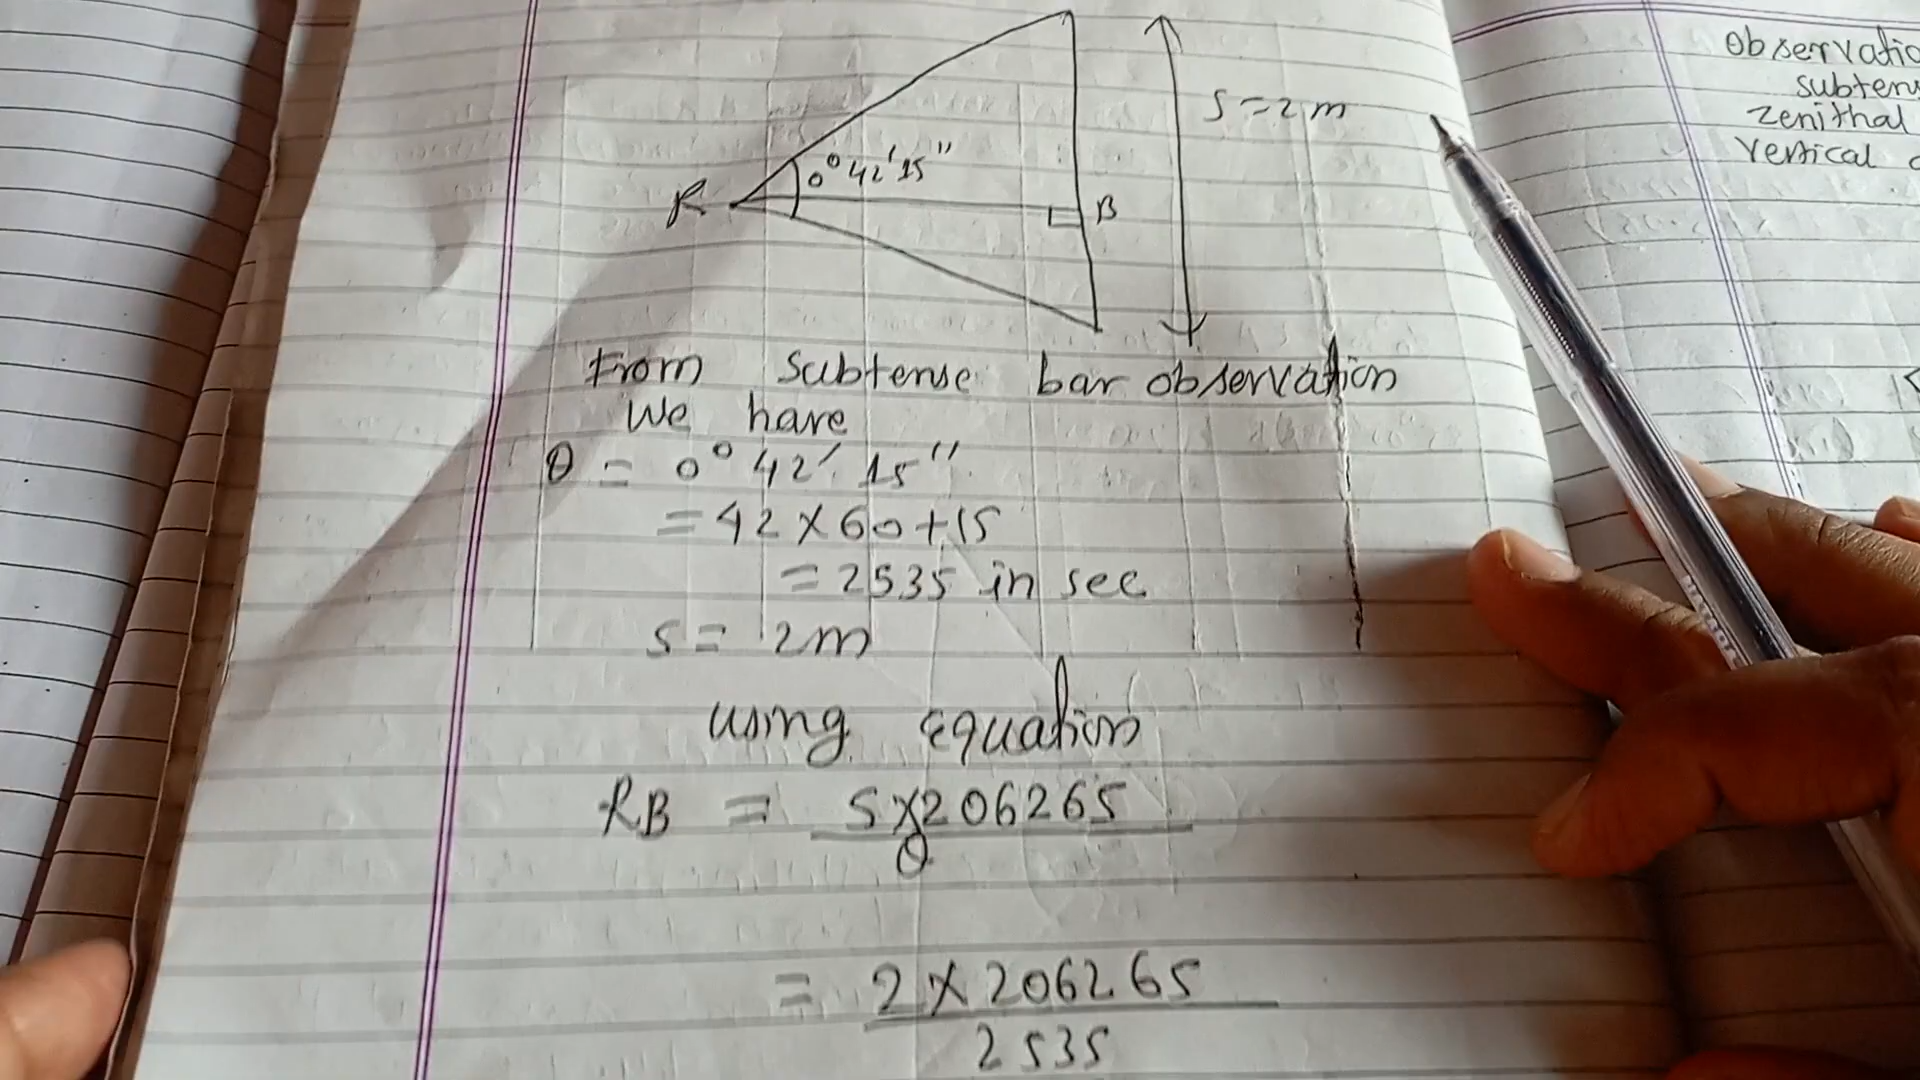 S = 2 m
0° 42' 15"
R
B
From subtense bar observation
We have
θ = 0° 42' 15"
= 42 × 60 + 15
= 2535 in sec
S = 2m
using equation
RB = S × 206265
θ
= 2 × 206265
2535
Observatio
subtens
Zenithal
Vertical